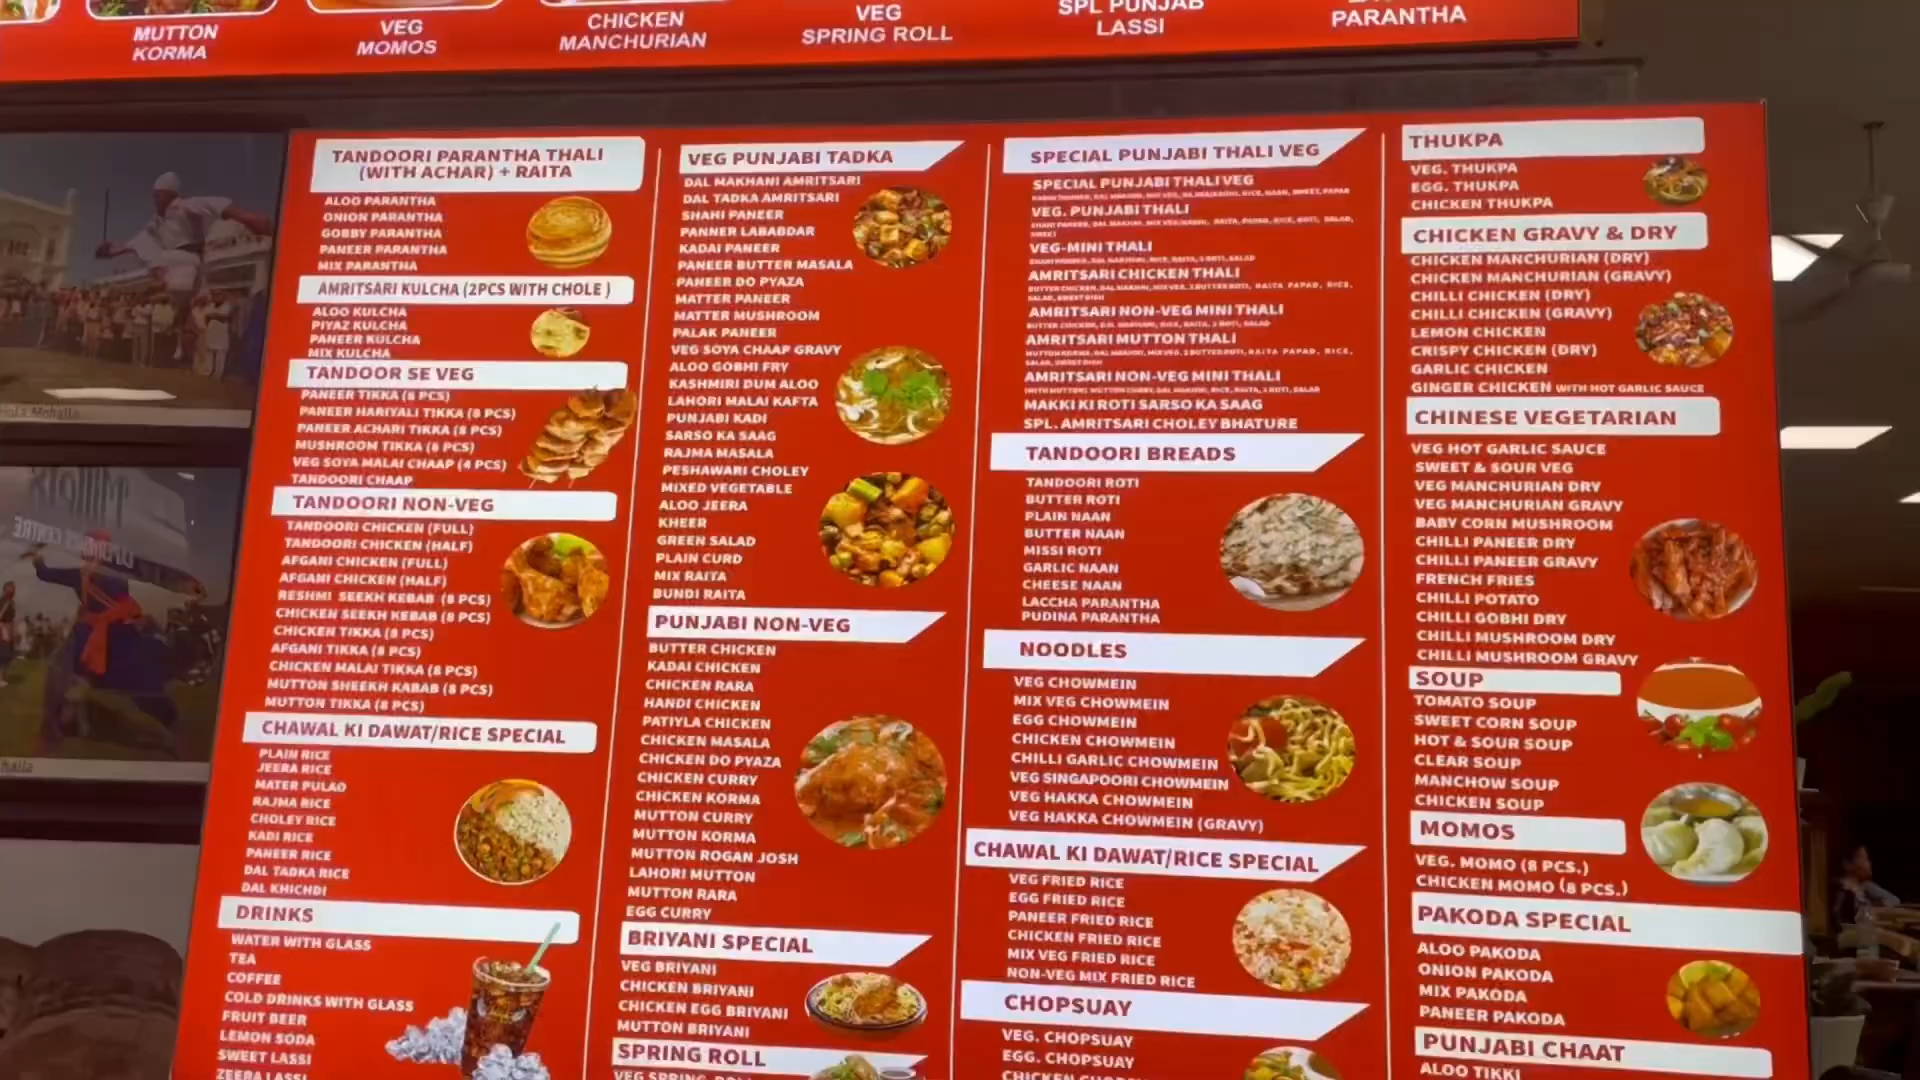 MUTTON
KORMA
VEG
MOMOS
CHICKEN
MANCHURIAN
VEG
SPRING ROLL
SPL PUNJAB
LASSI
PARANTHA
TANDOORI PARANTHA THALI
(WITH ACHAR) + RAITA
ALOO PARANTHA
ONION PARANTHA
GOBBY PARANTHA
PANEER PARANTHA
MIX PARANTHA
AMRITSARI KULCHA (2PCS WITH CHOLE )
ALOO KULCHA
PIYAZ KULCHA
PANEER KULCHA
MIX KULCHA
TANDOOR SE VEG
PANEER TIKKA (8 PCS)
PANEER HARIYALI TIKKA (8 PCS)
PANEER ACHARI TIKKA (8 PCS)
MUSHROOM TIKKA (8 PCS)
VEG SOYA MALAI CHAAP (4 PCS)
TANDOORI CHAAP
TANDOORI NON-VEG
TANDOORI CHICKEN (FULL)
TANDOORI CHICKEN (HALF)
AFGANI CHICKEN (FULL)
AFGANI CHICKEN (HALF)
RESHMI SEEKH KEBAB (8 PCS)
CHICKEN SEEKH KEBAB (8 PCS)
CHICKEN TIKKA (8 PCS)
AFGANI TIKKA (8 PCS)
CHICKEN MALAI TIKKA (8 PCS)
MUTTON SHEEKH KABAB (8 PCS)
MUTTON TIKKA (8 PCS)
CHAWAL KI DAWAT/RICE SPECIAL
PLAIN RICE
JEERA RICE
MATER PULAO
RAJMA RICE
CHOLEY RICE
KADI RICE
PANEER RICE
DAL TADKA RICE
DAL KHICHDI
DRINKS
WATER WITH GLASS
TEA
COFFEE
COLD DRINKS WITH GLASS
FRUIT BEER
LEMON SODA
SWEET LASSI
ZEERA LASSI
VEG PUNJABI TADKA
DAL MAKHANI AMRITSARI
DAL TADKA AMRITSARI
SHAHI PANEER
PANNER LABABDAR
KADAI PANEER
PANEER BUTTER MASALA
PANEER DO PYAZA
MATTER PANEER
MATTER MUSHROOM
PALAK PANEER
VEG SOYA CHAAP GRAVY
ALOO GOBHI FRY
KASHMIRI DUM ALOO
LAHORI MALAI KAFTA
PUNJABI KADI
SARSO KA SAAG
RAJMA MASALA
PESHAWARI CHOLEY
MIXED VEGETABLE
ALOO JEERA
KHEER
GREEN SALAD
PLAIN CURD
MIX RAITA
BUNDI RAITA
PUNJABI NON-VEG
BUTTER CHICKEN
KADAI CHICKEN
CHICKEN RARA
HANDI CHICKEN
PATIYLA CHICKEN
CHICKEN MASALA
CHICKEN DO PYAZA
CHICKEN CURRY
CHICKEN KORMA
MUTTON CURRY
MUTTON KORMA
MUTTON ROGAN JOSH
LAHORI MUTTON
MUTTON RARA
EGG CURRY
BRIYANI SPECIAL
VEG BRIYANI
CHICKEN BRIYANI
CHICKEN EGG BRIYANI
MUTTON BRIYANI
SPRING ROLL
VEG SPRING ROLL
SPECIAL PUNJABI THALI VEG
SPECIAL PUNJABI THALI VEG
VEG. PUNJABI THALI
VEG-MINI THALI
AMRITSARI CHICKEN THALI
AMRITSARI NON-VEG MINI THALI
AMRITSARI MUTTON THALI
AMRITSARI NON-VEG MINI THALI
MAKKI KI ROTI SARSO KA SAAG
SPL. AMRITSARI CHOLEY BHATURE
TANDOORI BREADS
TANDOORI ROTI
BUTTER ROTI
PLAIN NAAN
BUTTER NAAN
MISSI ROTI
GARLIC NAAN
CHEESE NAAN
LACCHA PARANTHA
PUDINA PARANTHA
NOODLES
VEG CHOWMEIN
MIX VEG CHOWMEIN
EGG CHOWMEIN
CHICKEN CHOWMEIN
CHILLI GARLIC CHOWMEIN
VEG SINGAPOORI CHOWMEIN
VEG HAKKA CHOWMEIN
VEG HAKKA CHOWMEIN (GRAVY)
CHAWAL KI DAWAT/RICE SPECIAL
VEG FRIED RICE
EGG FRIED RICE
PANEER FRIED RICE
CHICKEN FRIED RICE
MIX VEG FRIED RICE
NON-VEG MIX FRIED RICE
CHOPSUAY
VEG. CHOPSUAY
EGG. CHOPSUAY
THUKPA
VEG. THUKPA
EGG. THUKPA
CHICKEN THUKPA
CHICKEN GRAVY & DRY
CHICKEN MANCHURIAN (DRY)
CHICKEN MANCHURIAN (GRAVY)
CHILLI CHICKEN (DRY)
CHILLI CHICKEN (GRAVY)
LEMON CHICKEN
CRISPY CHICKEN (DRY)
GARLIC CHICKEN
GINGER CHICKEN WITH HOT GARLIC SAUCE
CHINESE VEGETARIAN
VEG HOT GARLIC SAUCE
SWEET & SOUR VEG
VEG MANCHURIAN DRY
VEG MANCHURIAN GRAVY
BABY CORN MUSHROOM
CHILLI PANEER DRY
CHILLI PANEER GRAVY
FRENCH FRIES
CHILLI POTATO
CHILLI GOBHI DRY
CHILLI MUSHROOM DRY
CHILLI MUSHROOM GRAVY
SOUP
TOMATO SOUP
SWEET CORN SOUP
HOT & SOUR SOUP
CLEAR SOUP
MANCHOW SOUP
CHICKEN SOUP
MOMOS
VEG. MOMO (8 PCS.)
CHICKEN MOMO (8 PCS.)
PAKODA SPECIAL
ALOO PAKODA
ONION PAKODA
MIX PAKODA
PANEER PAKODA
PUNJABI CHAAT
ALOO TIKKI